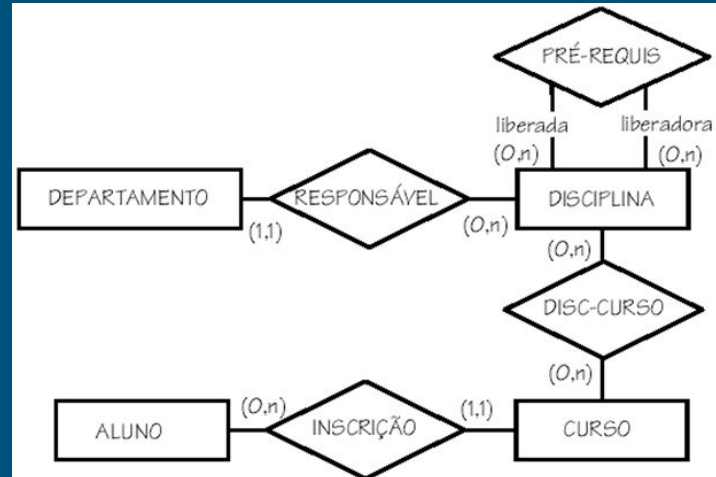 PRÉ-REQUIS
liberada
liberadora
(0,n)
(0,n)
DEPARTAMENTO
RESPONSÁVEL
DISCIPLINA
(1,1)
(0,n)
(0,n)
DISC-CURSO
(0,n)
(0,n)
(1,1)
ALUNO
INSCRIÇÃO
CURSO